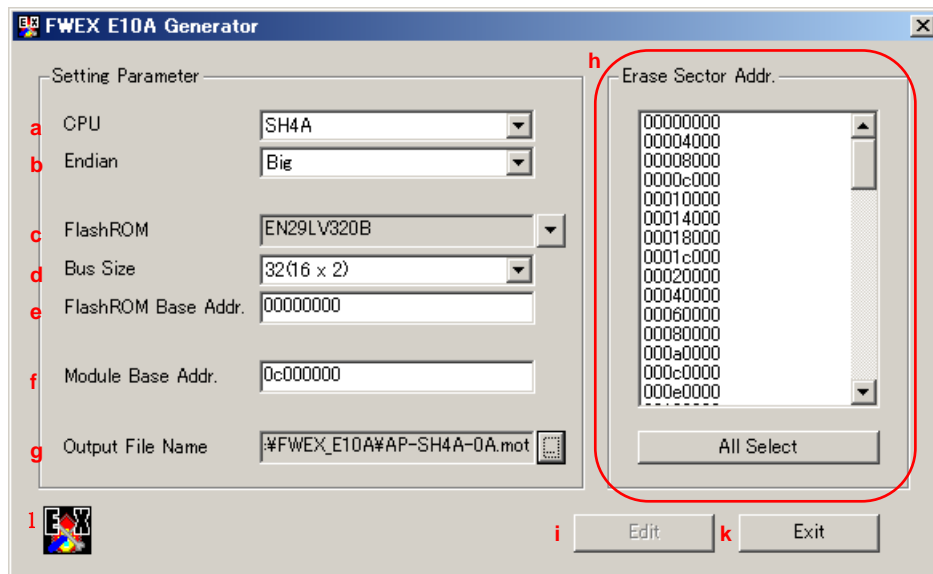 FWEX E10A Generator
h
Setting Parameter
Erase Sector Addr.
a CPU SH4A
b Endian Big
c FlashROM EN29LV320B
d Bus Size 32(16 x 2)
e FlashROM Base Addr. 00000000
f Module Base Addr. 0c000000
g Output File Name :¥FWEX_E10A¥AP-SH4A-0A.mot ...
00000000
00004000
00008000
0000c000
00010000
00014000
00018000
0001c000
00020000
00040000
00060000
00080000
000a0000
000c0000
000e0000
All Select
l EX
i Edit
k Exit